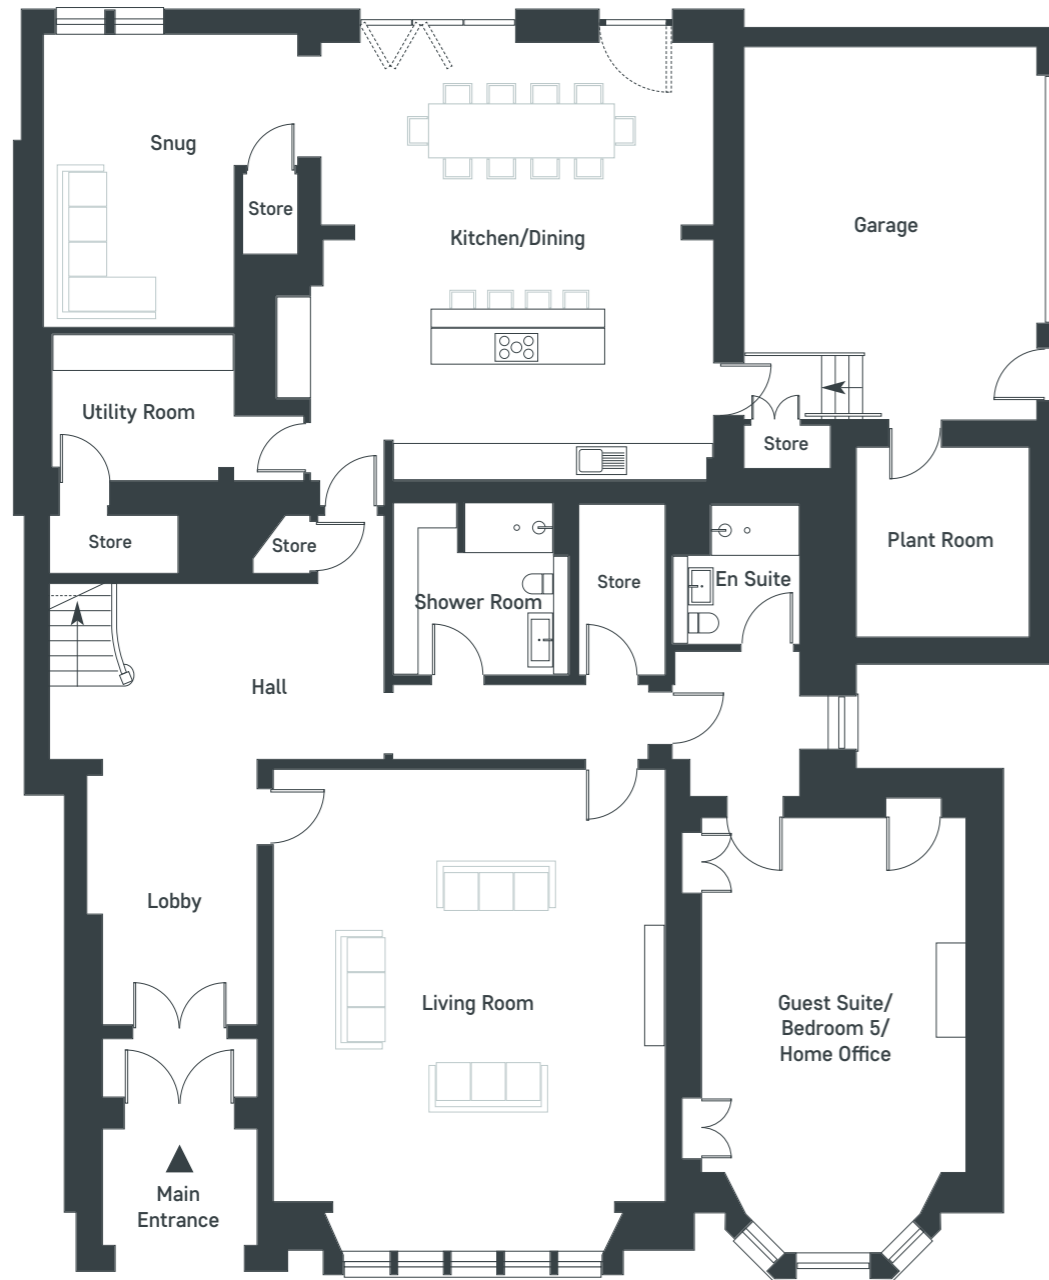 Snug
Store
Kitchen/Dining
Garage
Utility Room
Store
Store
Store
Shower Room
Store
En Suite
Plant Room
Hall
Lobby
Living Room
Guest Suite/
Bedroom 5/
Home Office
Main
Entrance